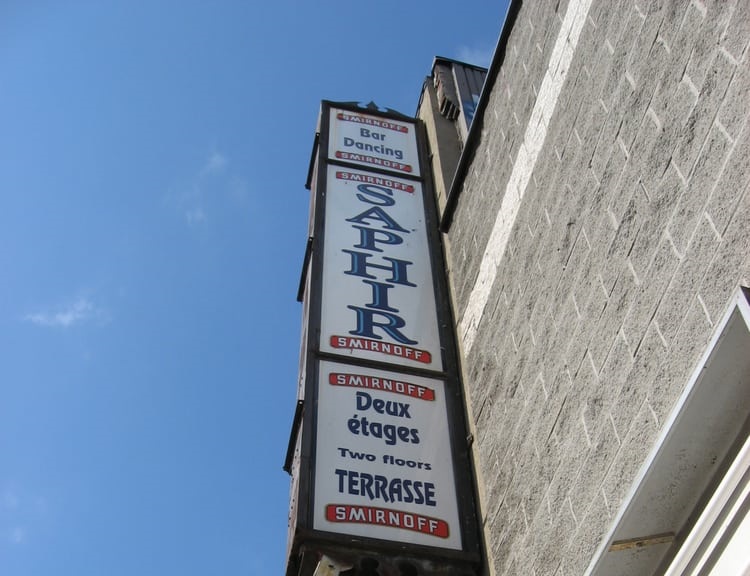 SMIRNOFF
Bar
Dancing
SMIRNOFF
SMIRNOFF
SAPHIR
SMIRNOFF
SMIRNOFF
Deux
étages
Two floors
TERRASSE
SMIRNOFF